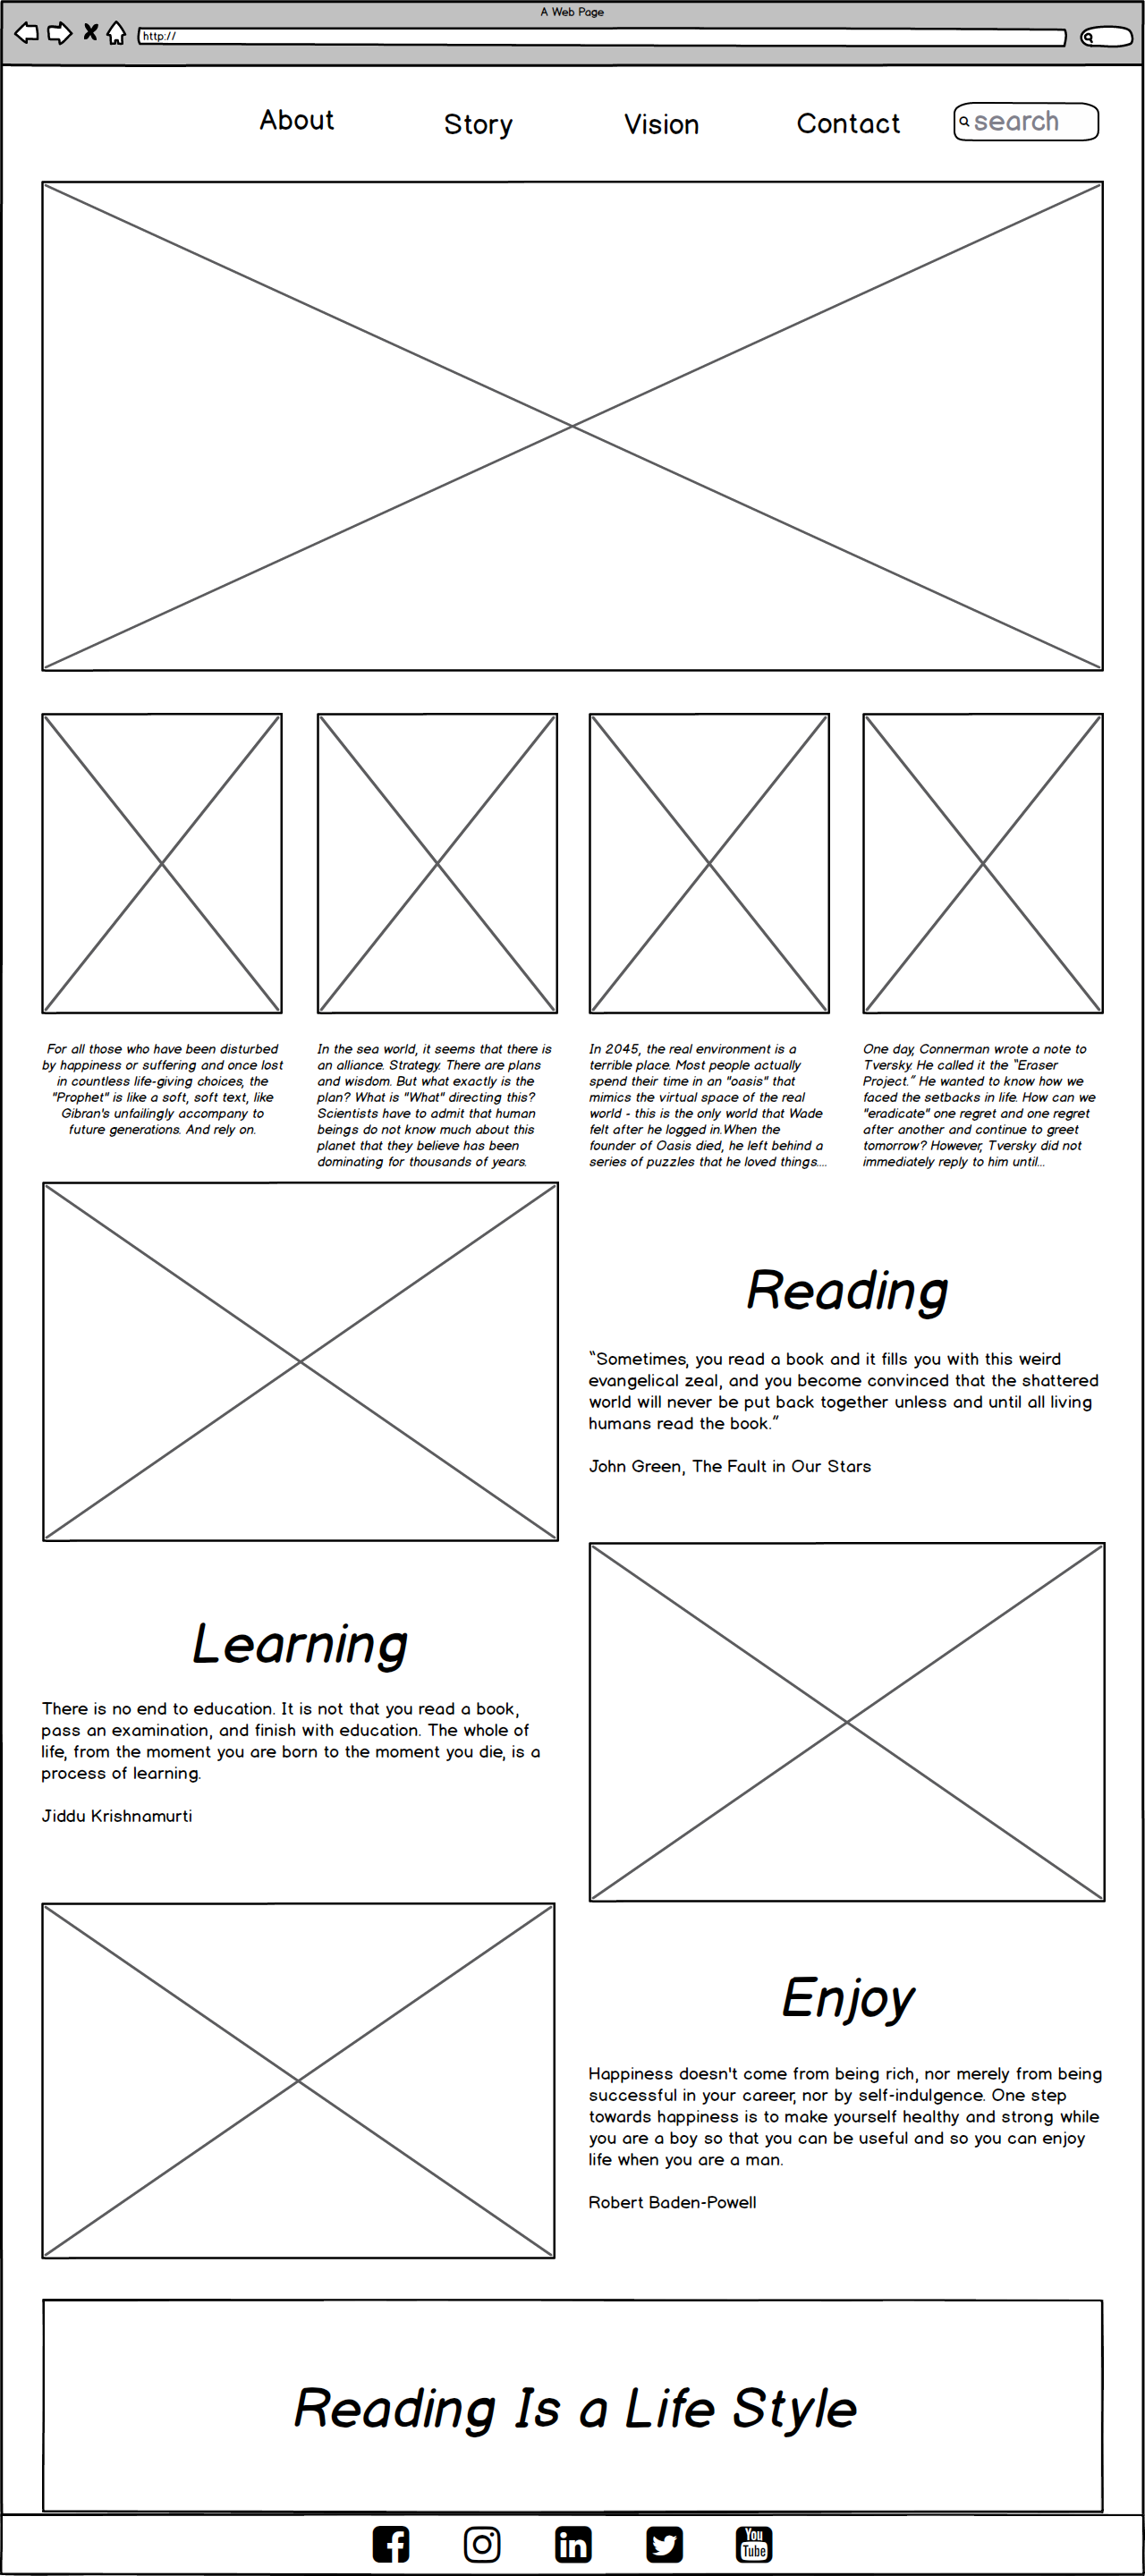 A Web Page
http://
About
Story
Vision
Contact
search
For all those who have been disturbed
by happiness or suffering and once lost
in countless life-giving choices, the
"Prophet" is like a soft, soft text, like
Gibran's unfailingly accompany to
future generations. And rely on.
In the sea world, it seems that there is
an alliance. Strategy. There are plans
and wisdom. But what exactly is the
plan? What is "What" directing this?
Scientists have to admit that human
beings do not know much about this
planet that they believe has been
dominating for thousands of years.
In 2045, the real environment is a
terrible place. Most people actually
spend their time in an "oasis" that
mimics the virtual space of the real
world - this is the only world that Wade
felt after he logged in.When the
founder of Oasis died, he left behind a
series of puzzles that he loved things....
One day, Connerman wrote a note to
Tversky. He called it the “Eraser
Project.” He wanted to know how we
faced the setbacks in life. How can we
"eradicate" one regret and one regret
after another and continue to greet
tomorrow? However, Tversky did not
immediately reply to him until...
Reading
“Sometimes, you read a book and it fills you with this weird
evangelical zeal, and you become convinced that the shattered
world will never be put back together unless and until all living
humans read the book.”
John Green, The Fault in Our Stars
Learning
There is no end to education. It is not that you read a book,
pass an examination, and finish with education. The whole of
life, from the moment you are born to the moment you die, is a
process of learning.
Jiddu Krishnamurti
Enjoy
Happiness doesn't come from being rich, nor merely from being
successful in your career, nor by self-indulgence. One step
towards happiness is to make yourself healthy and strong while
you are a boy so that you can be useful and so you can enjoy
life when you are a man.
Robert Baden-Powell
Reading Is a Life Style
You
Tube